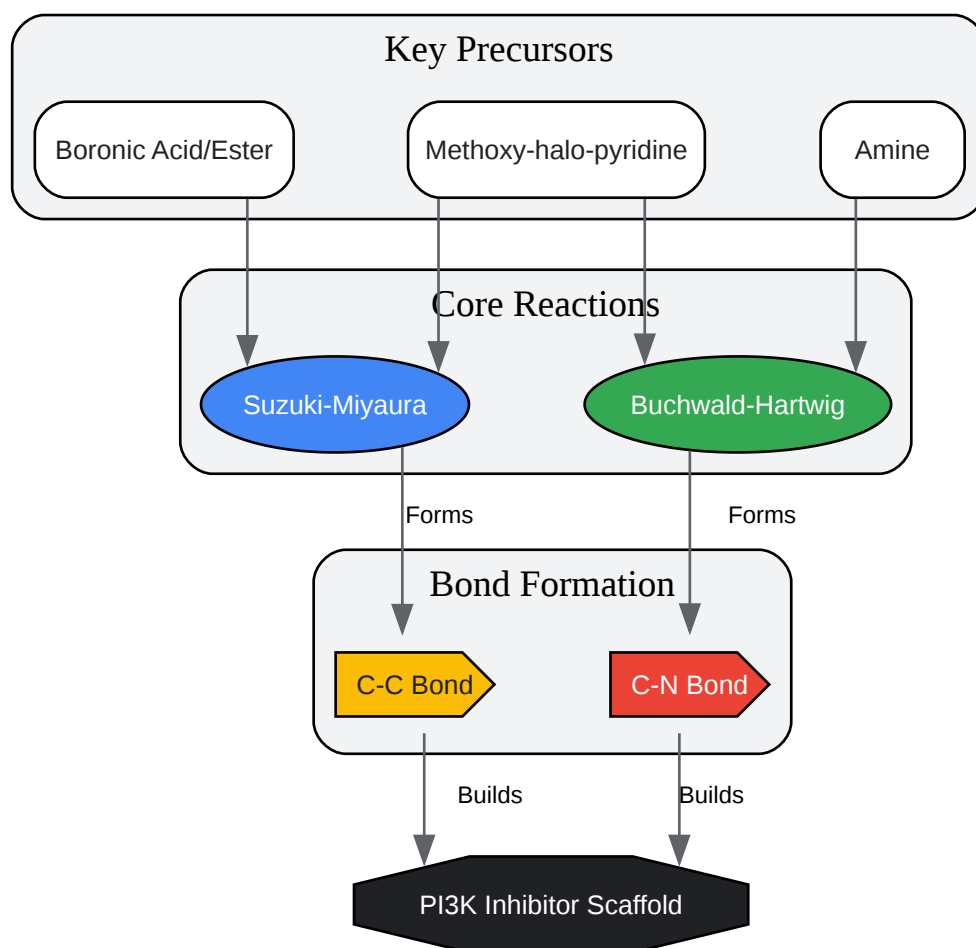 Key Precursors
Boronic Acid/Ester
Methoxy-halo-pyridine
Amine
Core Reactions
Suzuki-Miyaura
Buchwald-Hartwig
Forms
Forms
Bond Formation
C-C Bond
C-N Bond
Builds
Builds
PI3K Inhibitor Scaffold